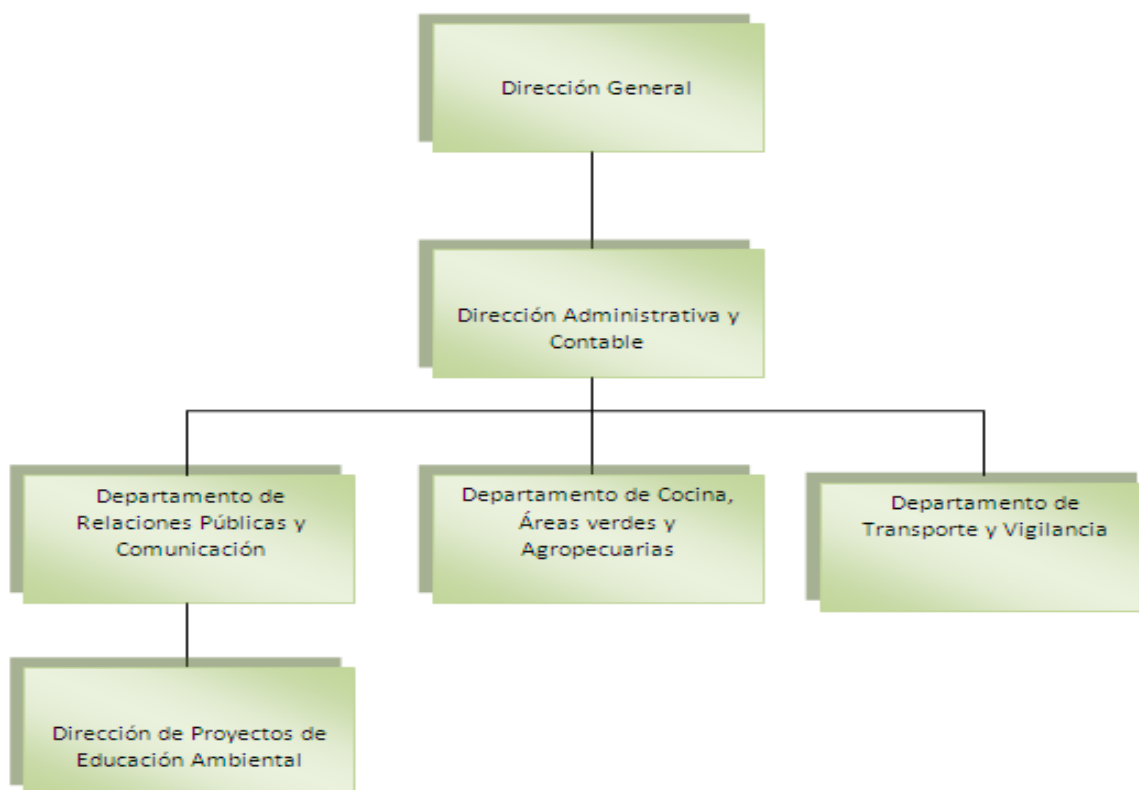 Dirección General
Dirección Administrativa y
Contable
Departamento de
Relaciones Públicas y
Comunicación
Departamento de Cocina,
Áreas verdes y
Agropecuarias
Departamento de
Transporte y Vigilancia
Dirección de Proyectos de
Educación Ambiental